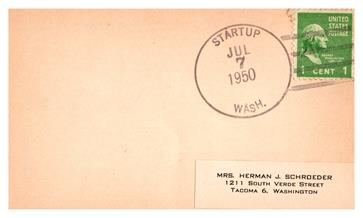 STARTUP
JUL
7
1950
WASH.
UNITED
STATES
POSTAGE
1 CENT 1
MRS. HERMAN J. SCHROEDER
1211 SOUTH VERDE STREET
TACOMA 6, WASHINGTON